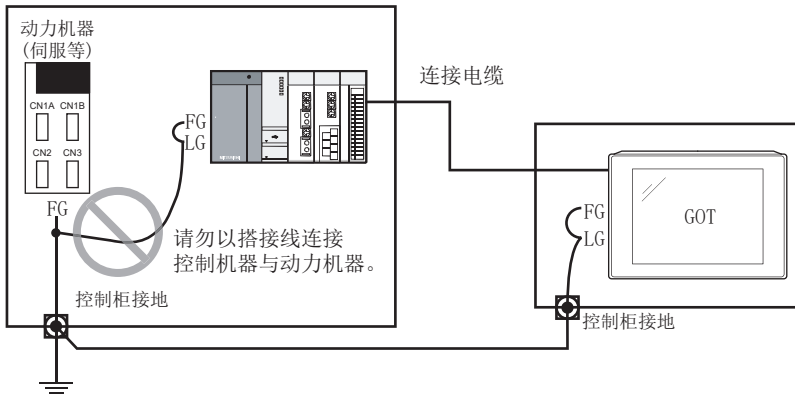 动力机器
(伺服等)
CN1A CN1B
CN2 CN3
FG
FG
LG
连接电缆
请勿以搭接线连接
控制机器与动力机器。
控制柜接地
FG
LG
GOT
控制柜接地